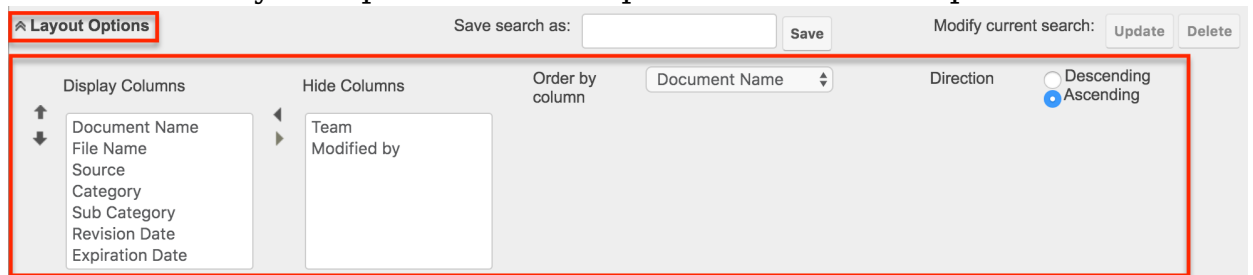 Layout Options
Save search as:
Save
Modify current search:
Update
Delete
Display Columns
Hide Columns
Order by
column
Document Name
Direction
Descending
Ascending
Document Name
File Name
Source
Category
Sub Category
Revision Date
Expiration Date
Team
Modified by